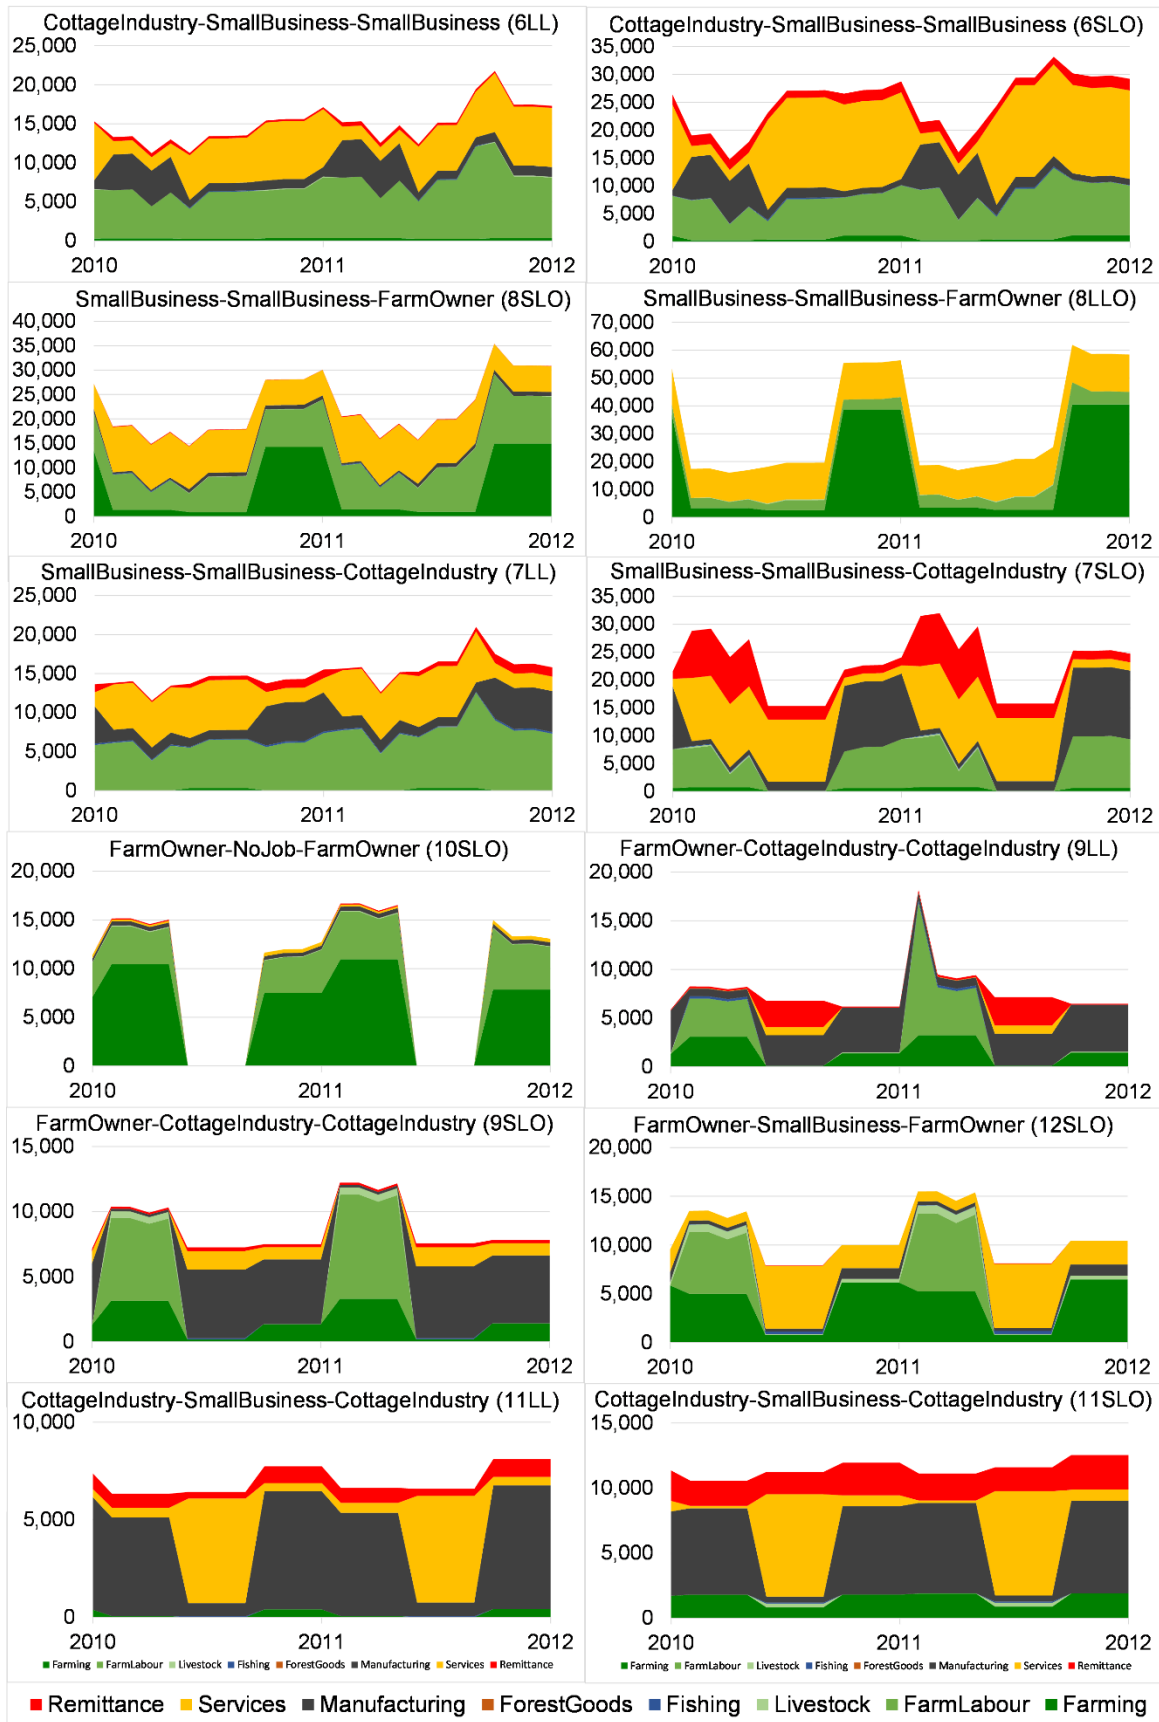 CottageIndustry-SmallBusiness-SmallBusiness (6LL)
25,000
20,000
15,000
10,000
5,000
0
2010 2011 2012
CottageIndustry-SmallBusiness-SmallBusiness (6SLO)
35,000
30,000
25,000
20,000
15,000
10,000
5,000
0
2010 2011 2012
SmallBusiness-SmallBusiness-FarmOwner (8SLO)
40,000
35,000
30,000
25,000
20,000
15,000
10,000
5,000
0
2010 2011 2012
SmallBusiness-SmallBusiness-FarmOwner (8LLO)
70,000
60,000
50,000
40,000
30,000
20,000
10,000
0
2010 2011 2012
SmallBusiness-SmallBusiness-CottageIndustry (7LL)
25,000
20,000
15,000
10,000
5,000
0
2010 2011 2012
SmallBusiness-SmallBusiness-CottageIndustry (7SLO)
35,000
30,000
25,000
20,000
15,000
10,000
5,000
0
2010 2011 2012
FarmOwner-NoJob-FarmOwner (10SLO)
20,000
15,000
10,000
5,000
0
2010 2011 2012
FarmOwner-CottageIndustry-CottageIndustry (9LL)
20,000
15,000
10,000
5,000
0
2010 2011 2012
FarmOwner-CottageIndustry-CottageIndustry (9SLO)
15,000
10,000
5,000
0
2010 2011 2012
FarmOwner-SmallBusiness-FarmOwner (12SLO)
20,000
15,000
10,000
5,000
0
2010 2011 2012
CottageIndustry-SmallBusiness-CottageIndustry (11LL)
10,000
5,000
0
2010 2011 2012
Farming FarmLabour Livestock Fishing ForestGoods Manufacturing Services Remittance
CottageIndustry-SmallBusiness-CottageIndustry (11SLO)
15,000
10,000
5,000
0
2010 2011 2012
Farming FarmLabour Livestock Fishing ForestGoods Manufacturing Services Remittance
Remittance Services Manufacturing ForestGoods Fishing Livestock FarmLabour Farming